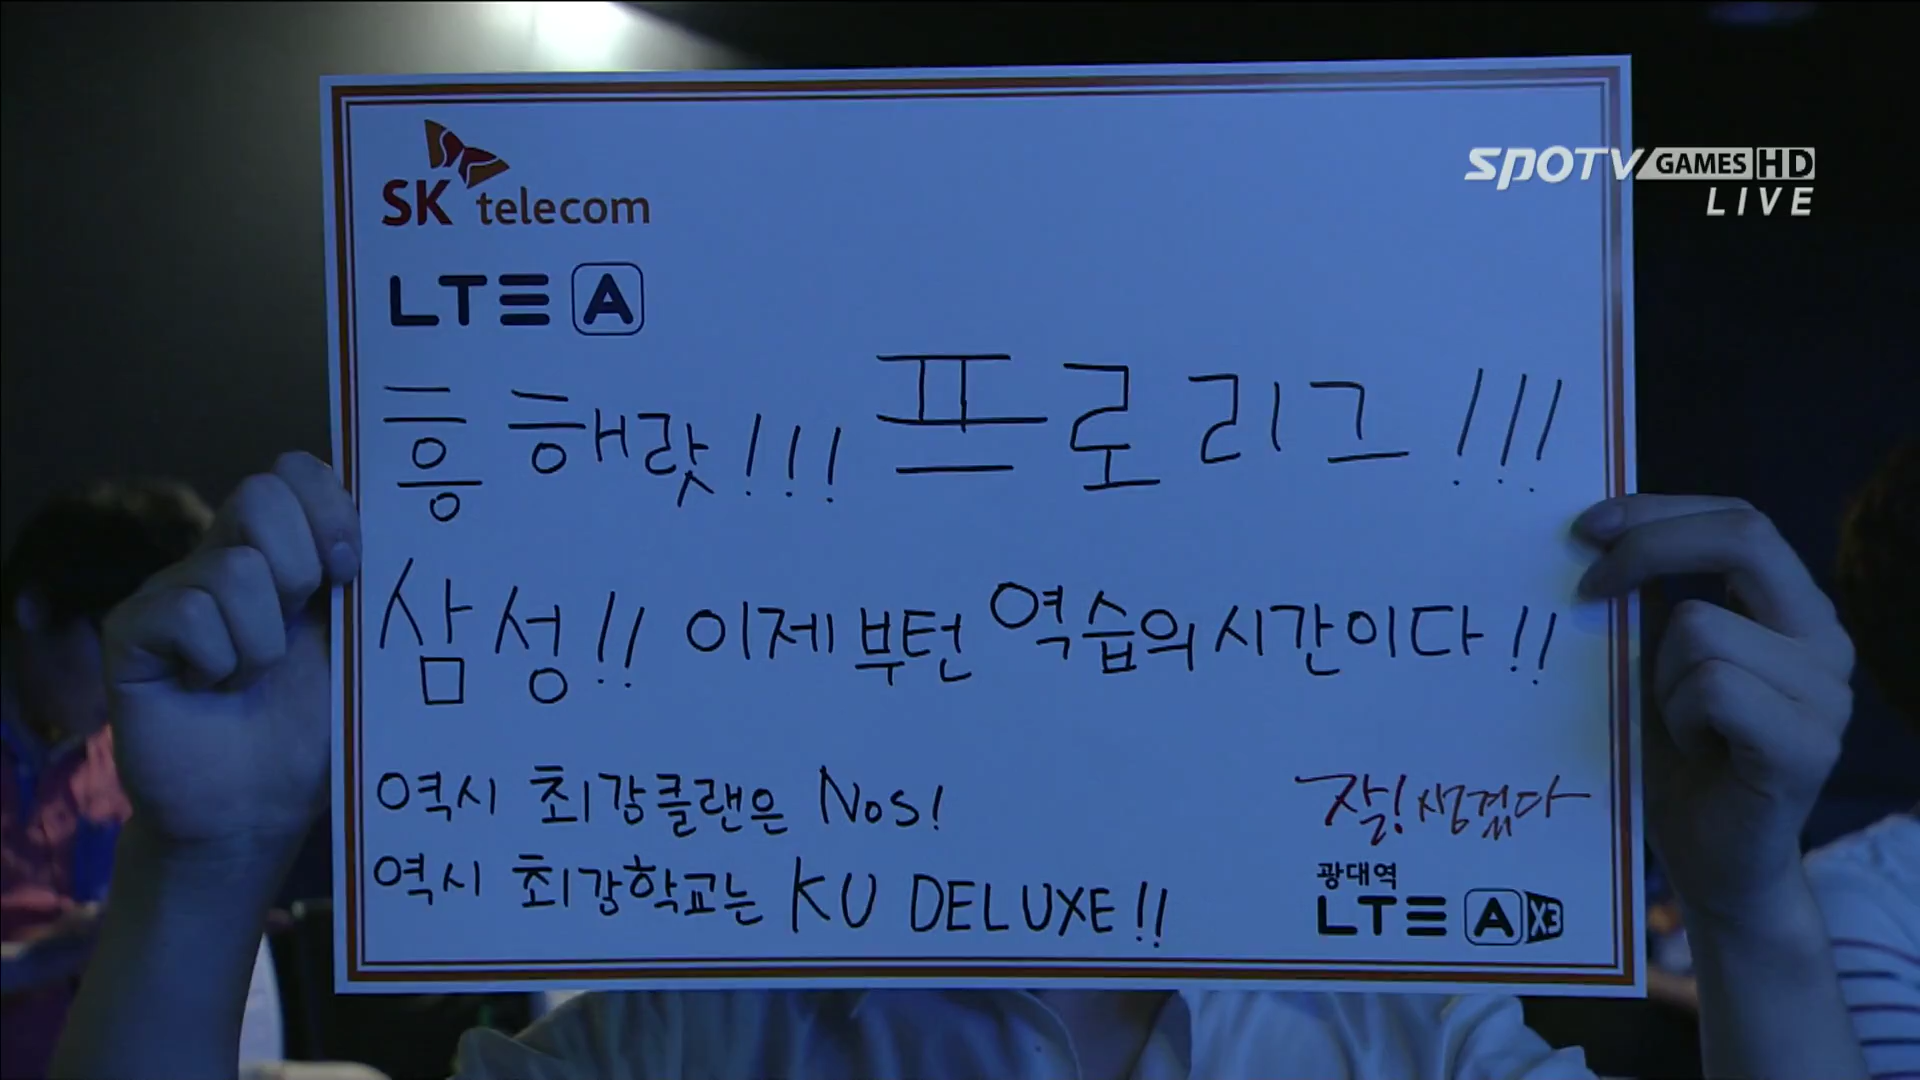 SK telecom
SPOTV GAMES HD
LIVE
LTE A
흥해랏!!! 프로리그!!!
삼성!! 이제부턴 역습의 시간이다!!
역시 최강클랜은 NoS!
역시 최강학교는 KU DELUXE!!
잘! 생겼다
광대역
LTE A X3